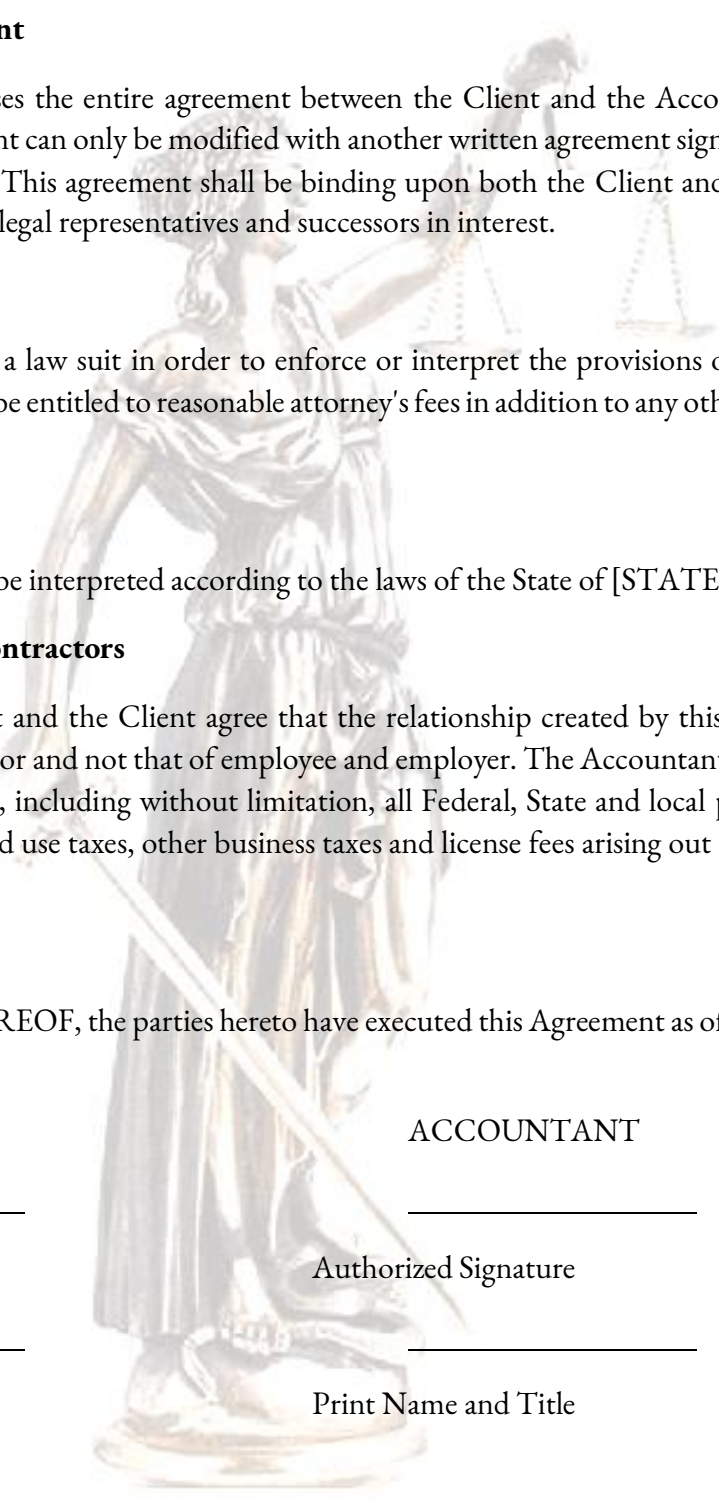 nt
ses the entire agreement between the Client and the Acco
nt can only be modified with another written agreement sign
This agreement shall be binding upon both the Client and
legal representatives and successors in interest.
a law suit in order to enforce or interpret the provisions o
be entitled to reasonable attorney's fees in addition to any oth
be interpreted according to the laws of the State of [STATE
ontractors
t and the Client agree that the relationship created by this
or and not that of employee and employer. The Accountant
, including without limitation, all Federal, State and local p
d use taxes, other business taxes and license fees arising out
REOF, the parties hereto have executed this Agreement as of
ACCOUNTANT
Authorized Signature
Print Name and Title